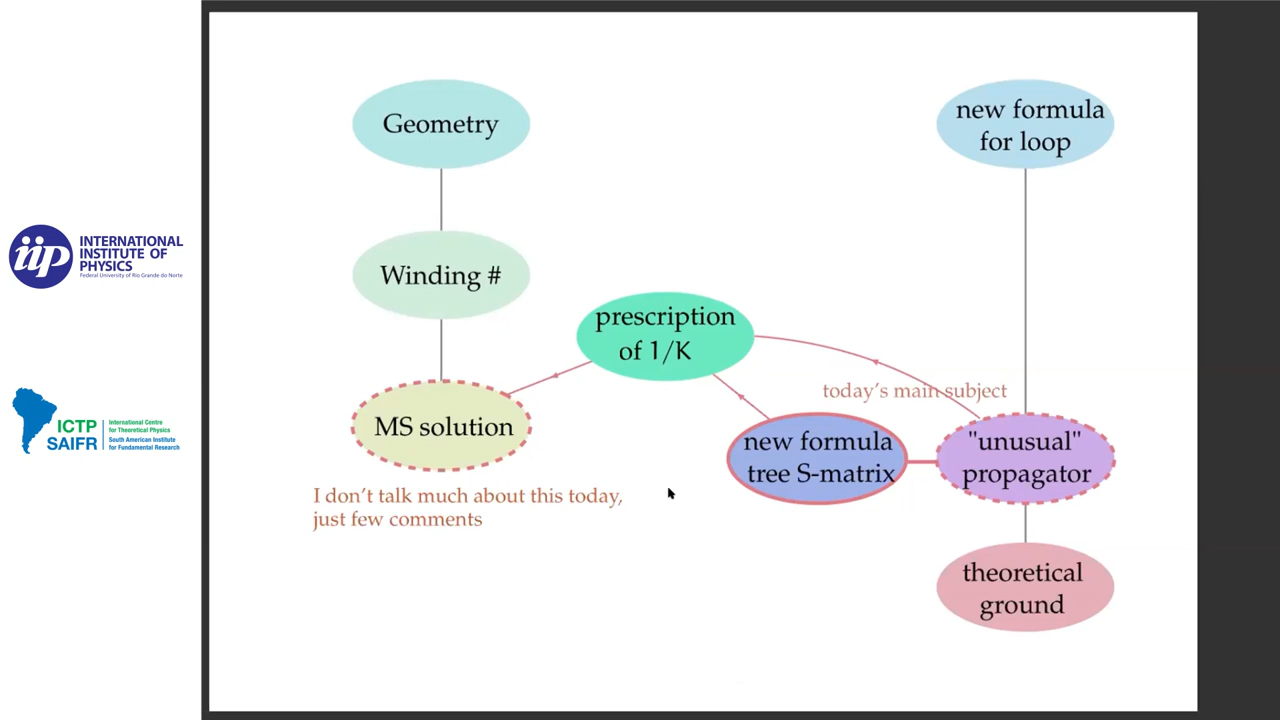 Geometry
new formula
for loop
INTERNATIONAL
INSTITUTE OF
PHYSICS
Federal University of Rio Grande do Norte
iip
Winding #
prescription
of 1/K
today's main subject
ICTP
SAIFR
International Centre
for Theoretical Physics
South American Institute
for Fundamental Research
MS solution
new formula
tree S-matrix
"unusual"
propagator
I don't talk much about this today,
just few comments
theoretical
ground